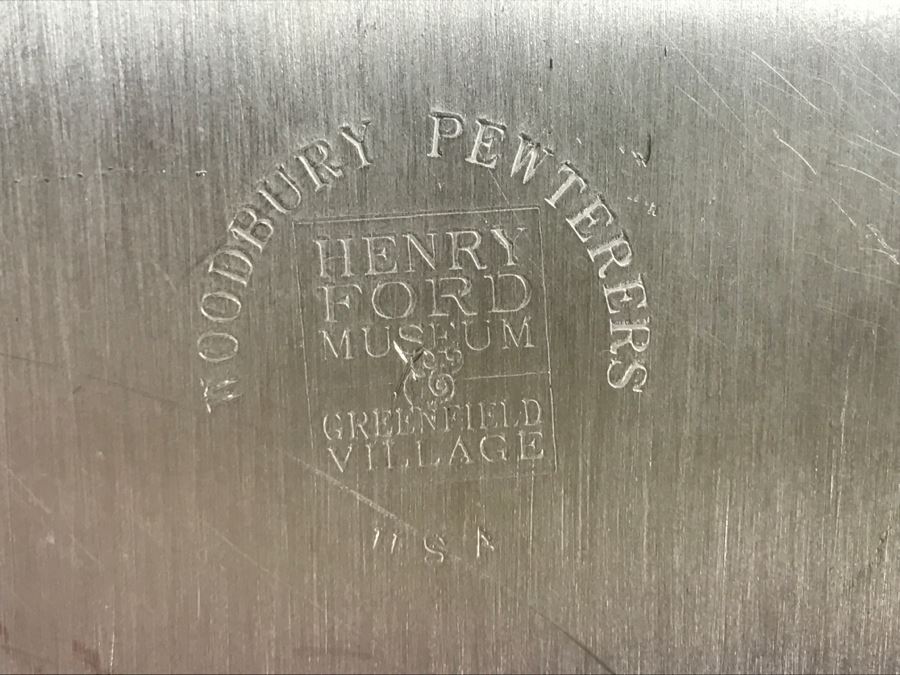 WOODBURY PEWTERERS
HENRY
FORD
MUSEUM
&
GREENFIELD
VILLAGE
USA